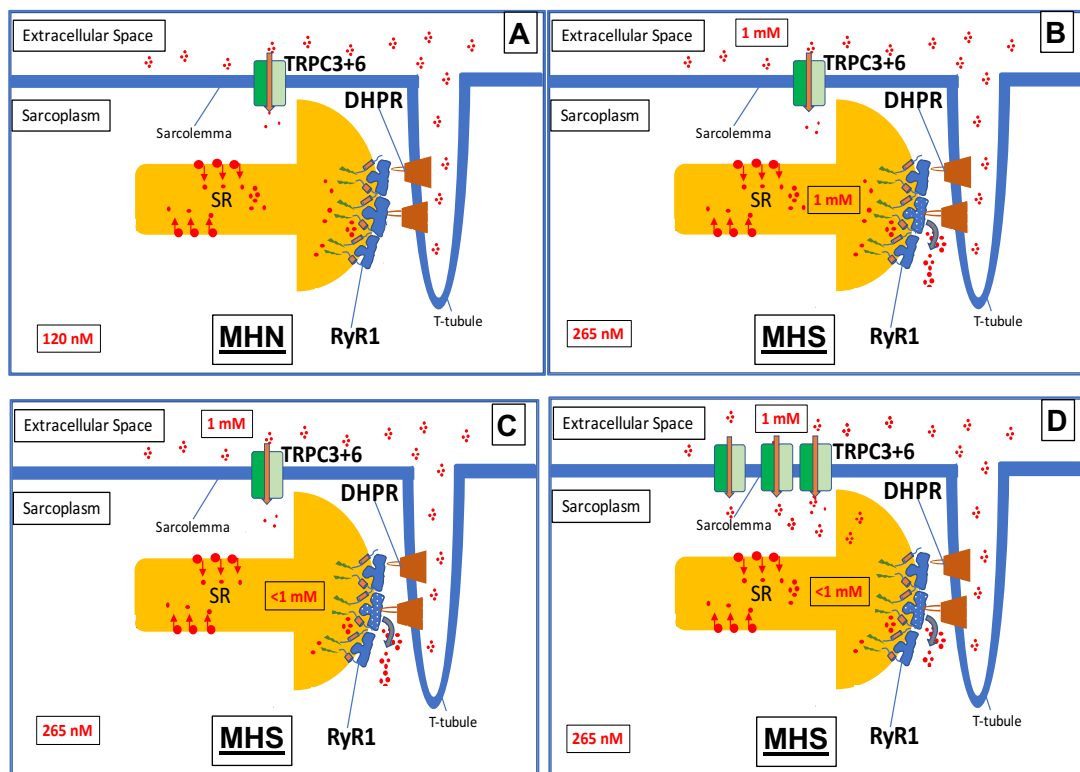 A
Extracellular Space
TRPC3+6
DHPR
Sarcoplasm
Sarcolemma
SR
T-tubule
120 nM
MHN
RyR1
B
Extracellular Space
1 mM
TRPC3+6
DHPR
Sarcoplasm
Sarcolemma
SR
1 mM
T-tubule
265 nM
MHS
RyR1
C
Extracellular Space
1 mM
TRPC3+6
DHPR
Sarcoplasm
Sarcolemma
SR
<1 mM
T-tubule
265 nM
MHS
RyR1
D
Extracellular Space
1 mM
TRPC3+6
DHPR
Sarcoplasm
Sarcolemma
SR
<1 mM
T-tubule
265 nM
MHS
RyR1